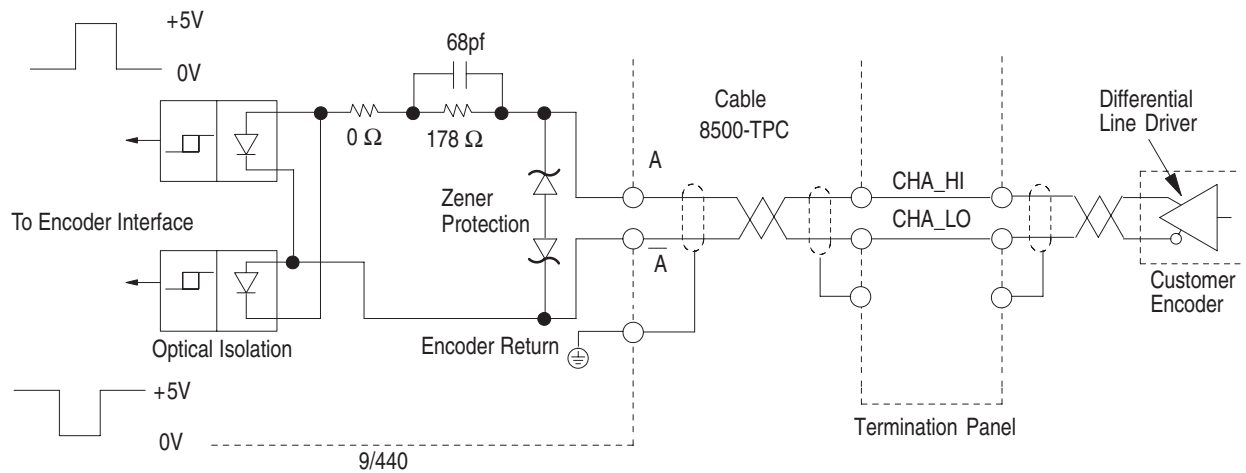 +5V
0V
68pf
0 Ω
178 Ω
Cable
8500-TPC
Differential
Line Driver
A
CHA_HI
Zener
Protection
To Encoder Interface
CHA_LO
A̅
Customer
Encoder
Optical Isolation
Encoder Return
+5V
0V
Termination Panel
9/440